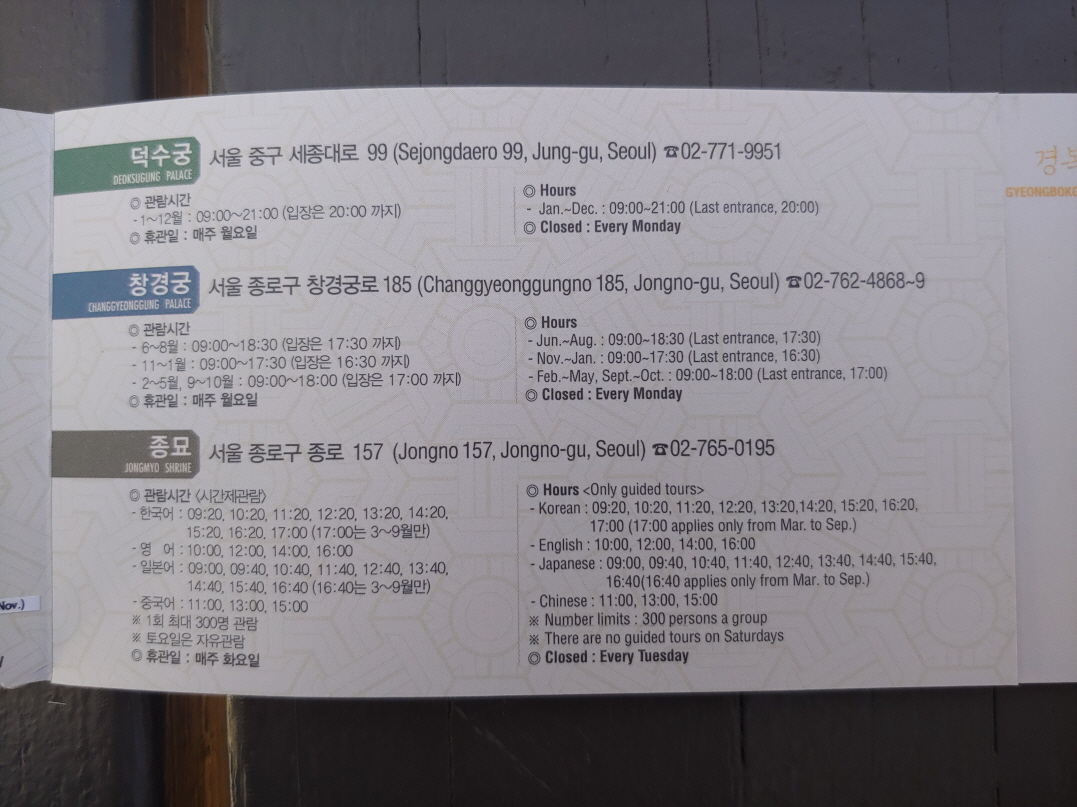 덕수궁
DEOKSUGUNG PALACE
서울 중구 세종대로 99 (Sejongdaero 99, Jung-gu, Seoul) ☎02-771-9951
◎ 관람시간
- 1~12월 : 09:00~21:00 (입장은 20:00 까지)
◎ 휴관일 : 매주 월요일
◎ Hours
- Jan.~Dec. : 09:00~21:00 (Last entrance, 20:00)
◎ Closed : Every Monday
창경궁
CHANGGYEONGGUNG PALACE
서울 종로구 창경궁로 185 (Changgyeonggungno 185, Jongno-gu, Seoul) ☎02-762-4868~9
◎ 관람시간
- 6~8월 : 09:00~18:30 (입장은 17:30 까지)
- 11~1월 : 09:00~17:30 (입장은 16:30 까지)
- 2~5월, 9~10월 : 09:00~18:00 (입장은 17:00 까지)
◎ 휴관일 : 매주 월요일
◎ Hours
- Jun.~Aug. : 09:00~18:30 (Last entrance, 17:30)
- Nov.~Jan. : 09:00~17:30 (Last entrance, 16:30)
- Feb.~May, Sept.~Oct. : 09:00~18:00 (Last entrance, 17:00)
◎ Closed : Every Monday
종묘
JONGMYO SHRINE
서울 종로구 종로 157 (Jongno 157, Jongno-gu, Seoul) ☎02-765-0195
◎ 관람시간 <시간제관람>
- 한국어 : 09:20, 10:20, 11:20, 12:20, 13:20, 14:20,
15:20, 16:20, 17:00 (17:00는 3~9월만)
- 영 어 : 10:00, 12:00, 14:00, 16:00
- 일본어 : 09:00, 09:40, 10:40, 11:40, 12:40, 13:40,
14:40, 15:40, 16:40 (16:40는 3~9월만)
- 중국어 : 11:00, 13:00, 15:00
※ 1회 최대 300명 관람
※ 토요일은 자유관람
◎ 휴관일 : 매주 화요일
◎ Hours <Only guided tours>
- Korean : 09:20, 10:20, 11:20, 12:20, 13:20,14:20, 15:20, 16:20,
17:00 (17:00 applies only from Mar. to Sep.)
- English : 10:00, 12:00, 14:00, 16:00
- Japanese : 09:00, 09:40, 10:40, 11:40, 12:40, 13:40, 14:40, 15:40,
16:40(16:40 applies only from Mar. to Sep.)
- Chinese : 11:00, 13:00, 15:00
※ Number limits : 300 persons a group
※ There are no guided tours on Saturdays
◎ Closed : Every Tuesday
Nov.)
경
GYEONGBOK